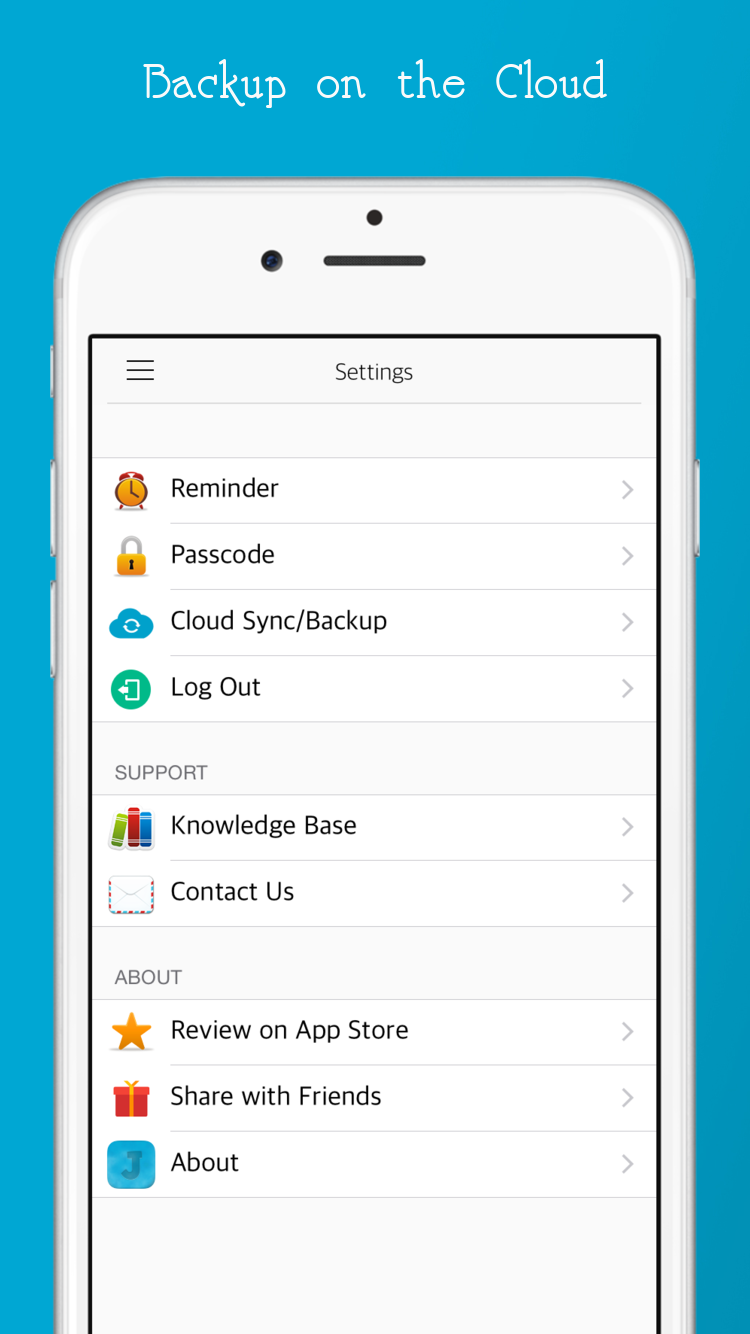 Backup on the Cloud
Settings
Reminder
Passcode
Cloud Sync/Backup
Log Out
SUPPORT
Knowledge Base
Contact Us
ABOUT
Review on App Store
Share with Friends
J
About